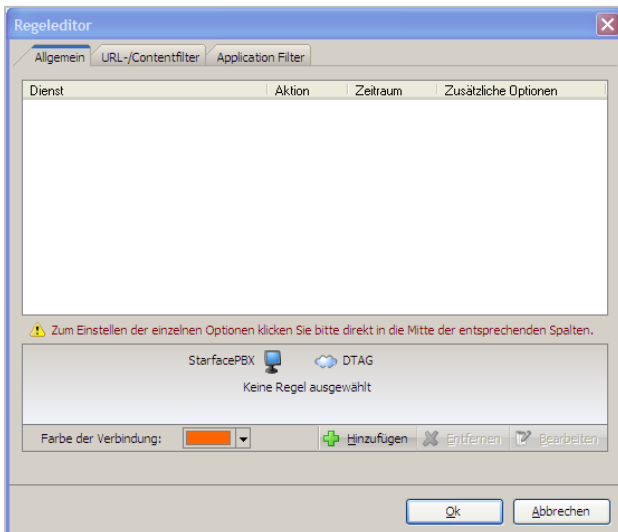 Regeleditor
Allgemein URL-/Contentfilter Application Filter
Dienst Aktion Zeitraum Zusätzliche Optionen
Zum Einstellen der einzelnen Optionen klicken Sie bitte direkt in die Mitte der entsprechenden Spalten.
StarfacePBX DTAG
Keine Regel ausgewählt
Farbe der Verbindung: Hinzufügen Entfernen Bearbeiten
Ok Abbrechen